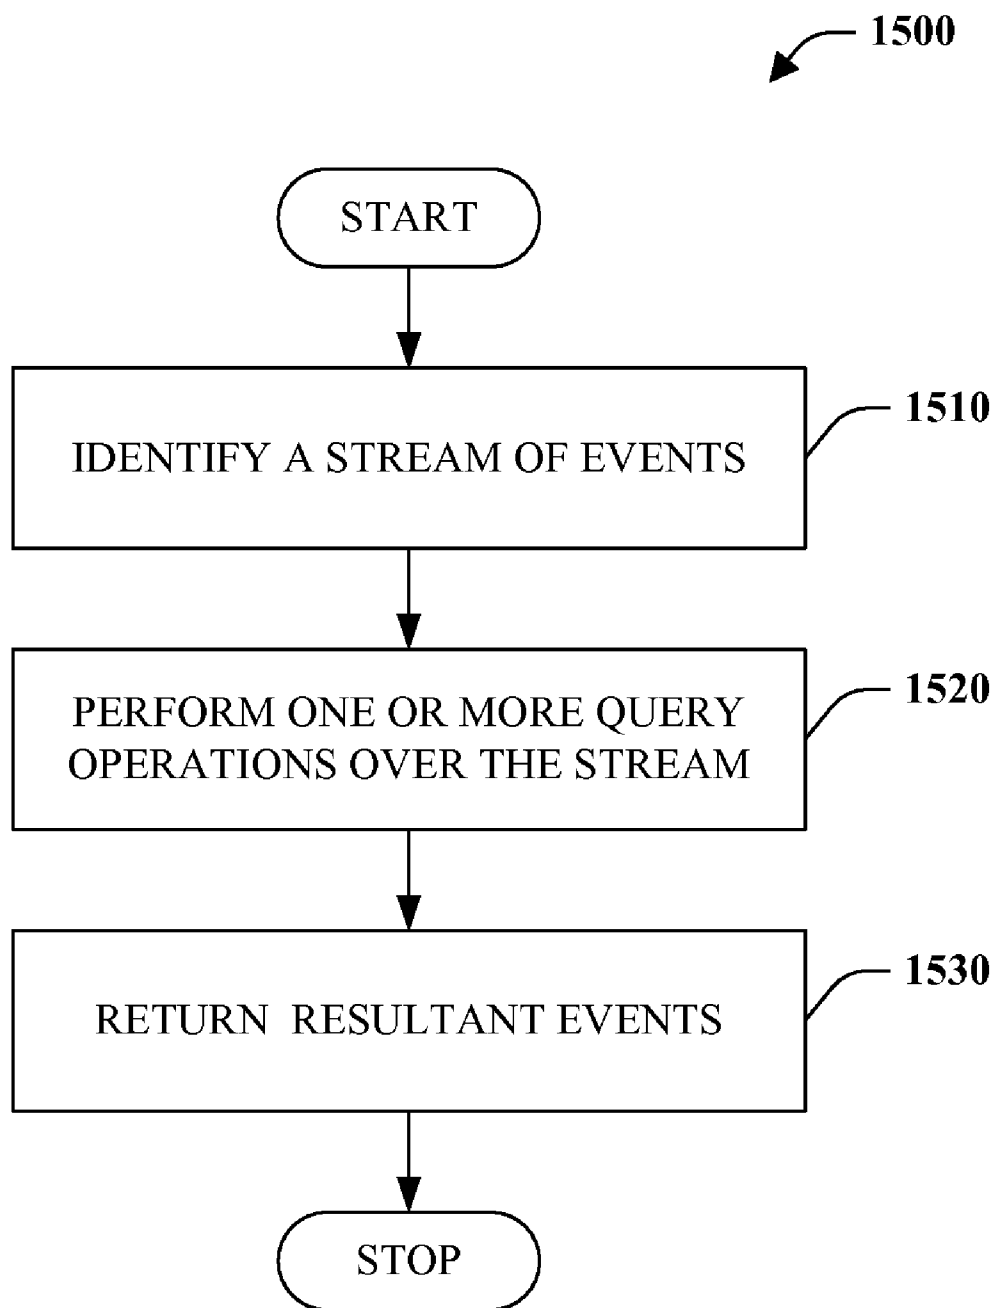 1500
START
IDENTIFY A STREAM OF EVENTS
1510
PERFORM ONE OR MORE QUERY
OPERATIONS OVER THE STREAM
1520
RETURN RESULTANT EVENTS
1530
STOP